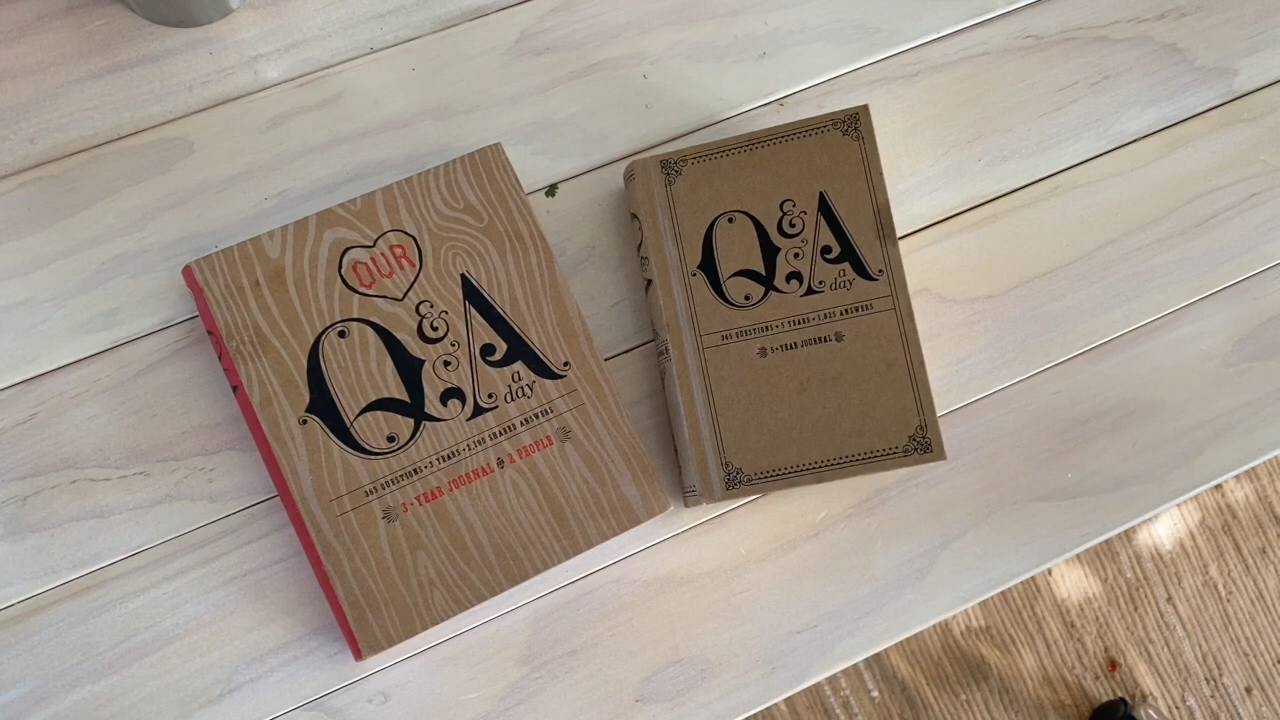 OUR
Q&A
a
day
365 QUESTIONS • 3 YEARS • 2,190 SHARED ANSWERS
3-YEAR JOURNAL for 2 PEOPLE
Q&A
a
day
365 QUESTIONS • 5 YEARS • 1,825 ANSWERS
5-YEAR JOURNAL